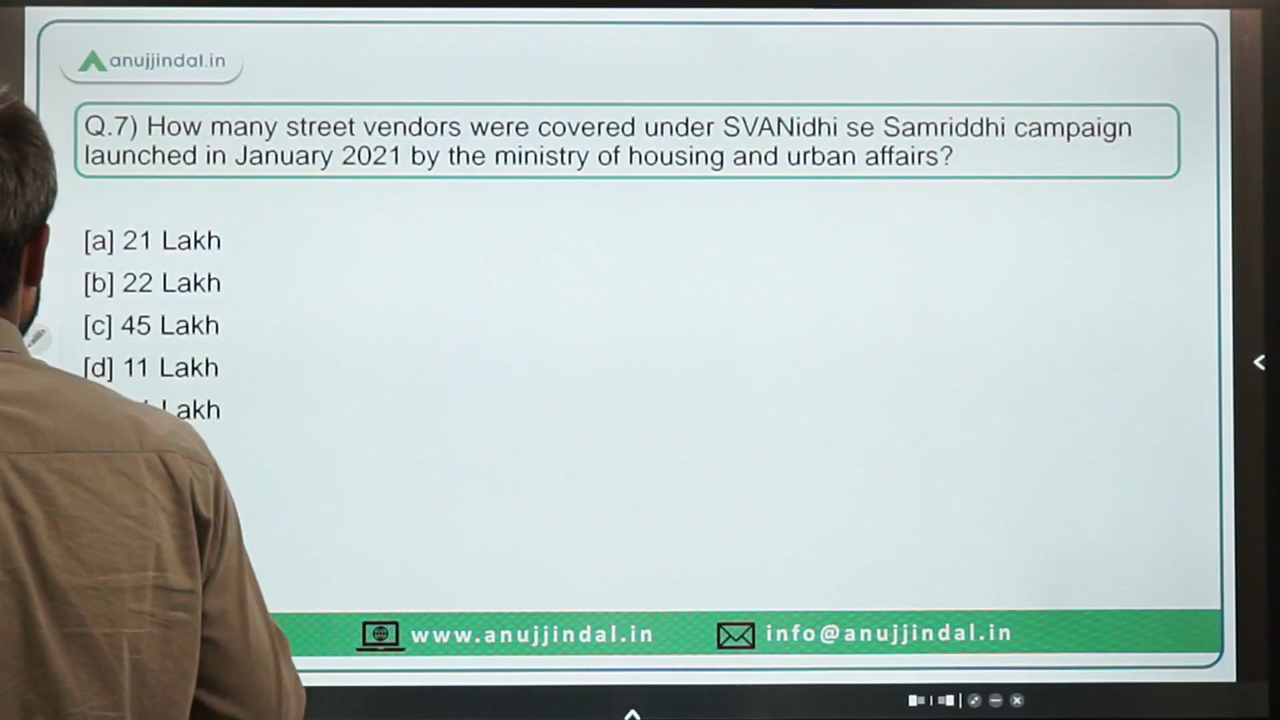 anujjindal.in
Q.7) How many street vendors were covered under SVANidhi se Samriddhi campaign
launched in January 2021 by the ministry of housing and urban affairs?
[a] 21 Lakh
[b] 22 Lakh
[c] 45 Lakh
[d] 11 Lakh
Lakh
www.anujjindal.in
info@anujjindal.in